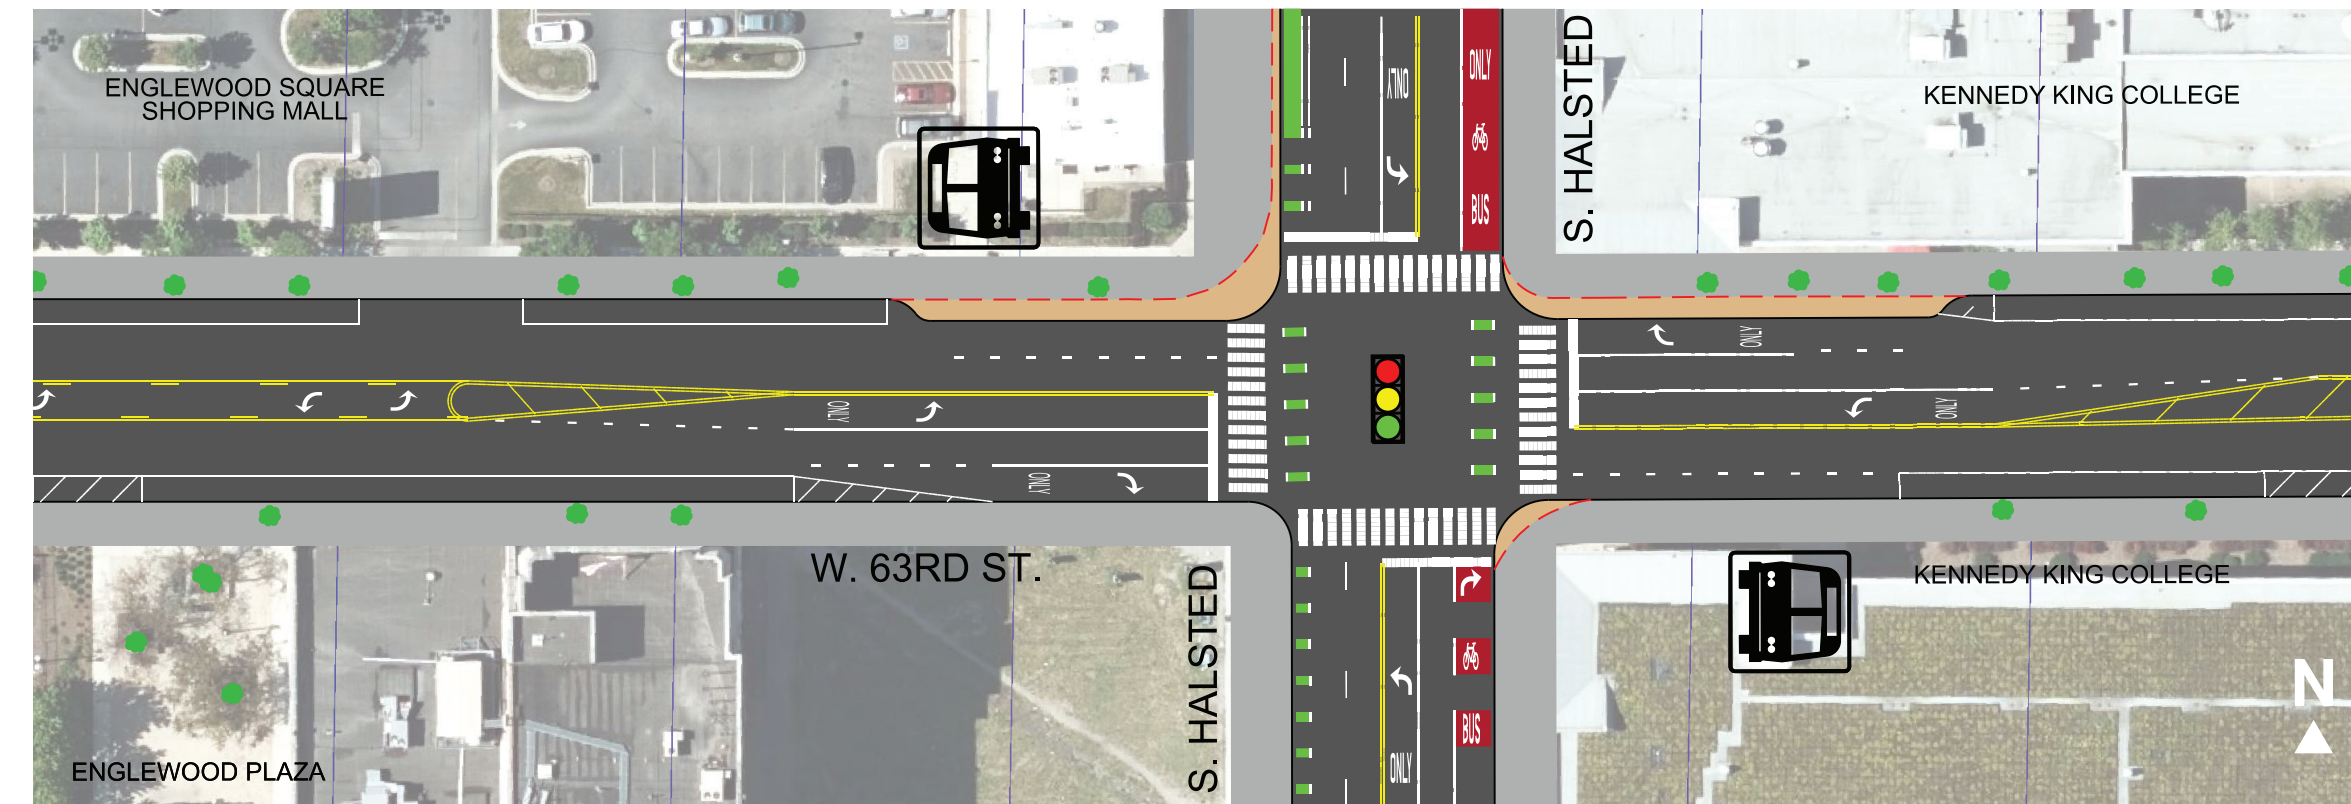 ENGLEWOOD SQUARE
SHOPPING MALL
ONLY
ONLY
BUS
S. HALSTED
KENNEDY KING COLLEGE
ONLY
ONLY
ONLY
ONLY
W. 63RD ST.
S. HALSTED
BUS
ONLY
KENNEDY KING COLLEGE
N
ENGLEWOOD PLAZA